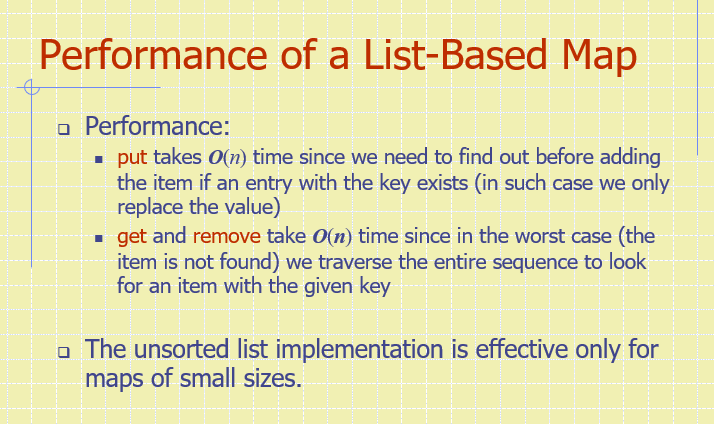 Performance of a List-Based Map
Performance:
put takes O(n) time since we need to find out before adding
the item if an entry with the key exists (in such case we only
replace the value)
get and remove take O(n) time since in the worst case (the
item is not found) we traverse the entire sequence to look
for an item with the given key
The unsorted list implementation is effective only for
maps of small sizes.